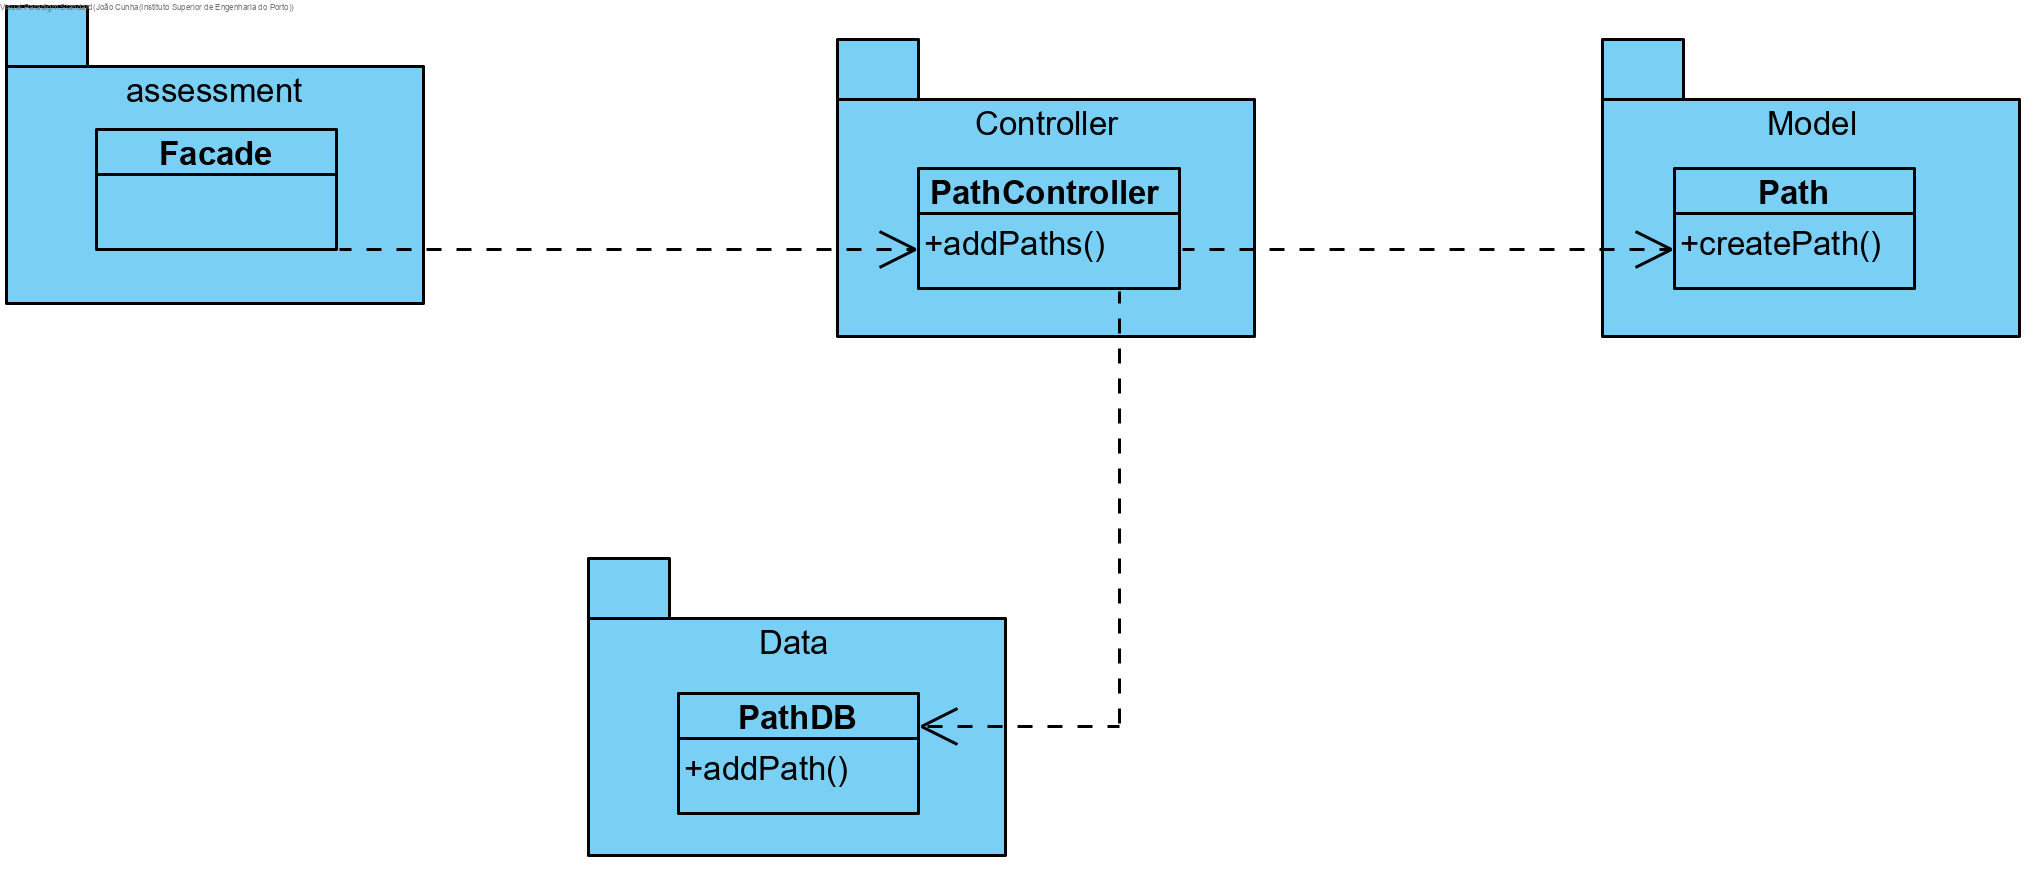 (João Cunha(Instituto Superior de Engenharia do Porto))
assessment
Facade
Controller
PathController
+addPaths()
Model
Path
+createPath()
Data
PathDB
+addPath()